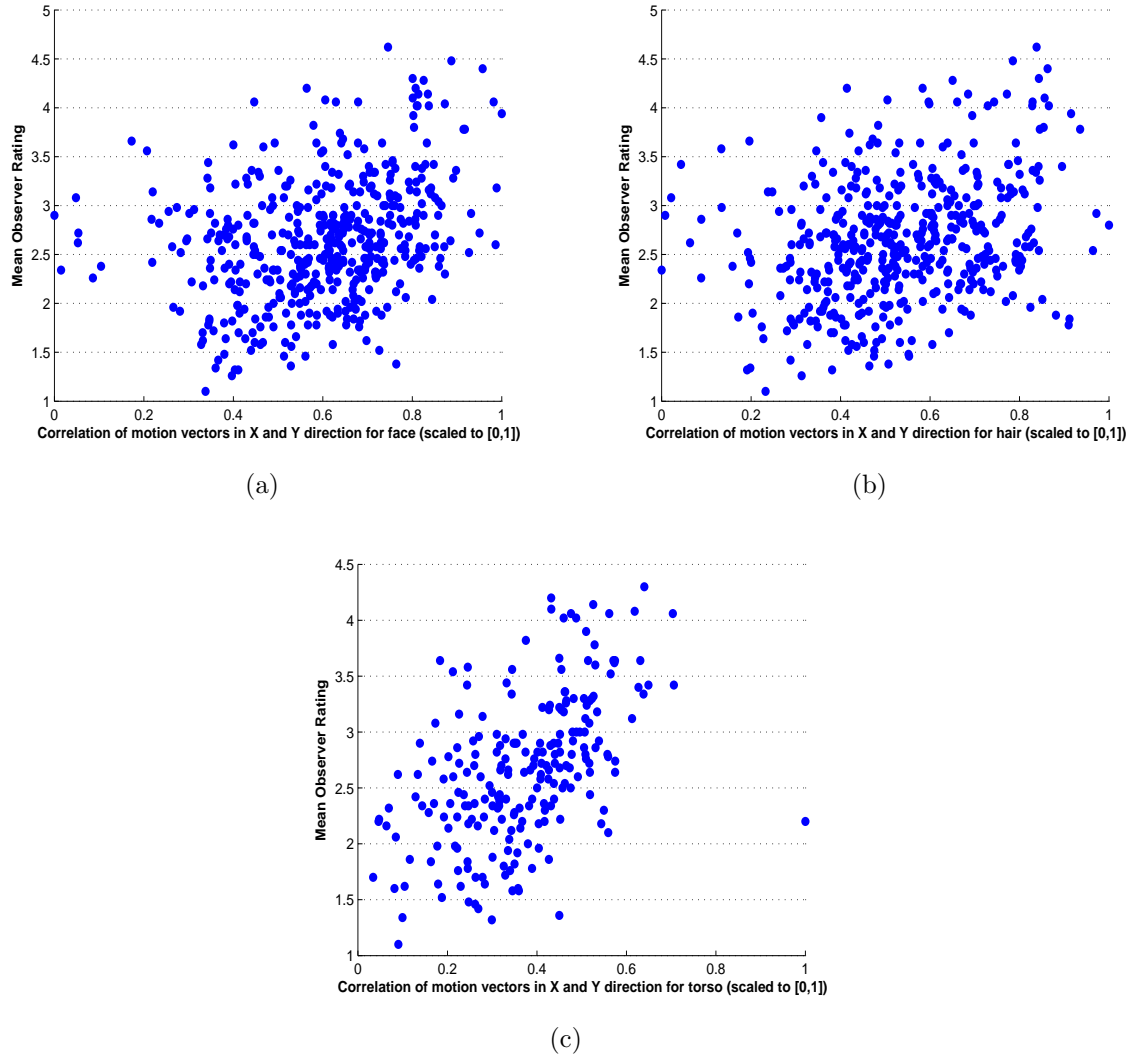 5
4.5
4
3.5
3
2.5
2
1.5
1
0 0.2 0.4 0.6 0.8 1
Mean Observer Rating
Correlation of motion vectors in X and Y direction for face (scaled to [0,1])
(a)
5
4.5
4
3.5
3
2.5
2
1.5
1
0 0.2 0.4 0.6 0.8 1
Mean Observer Rating
Correlation of motion vectors in X and Y direction for hair (scaled to [0,1])
(b)
4.5
4
3.5
3
2.5
2
1.5
1
0 0.2 0.4 0.6 0.8 1
Mean Observer Rating
Correlation of motion vectors in X and Y direction for torso (scaled to [0,1])
(c)